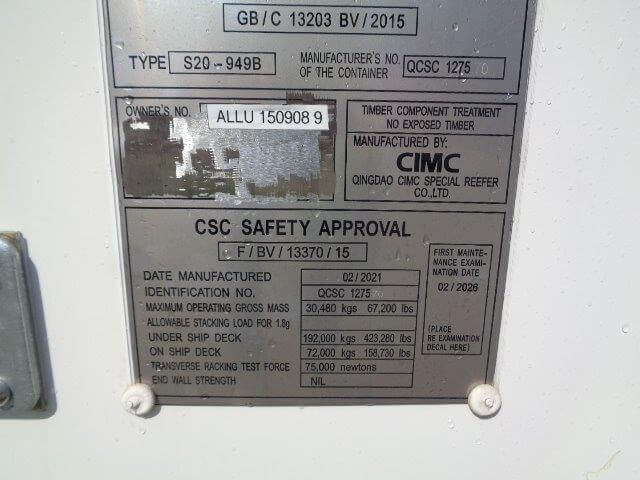 GB / C 13203 BV / 2015
TYPE S20-949B MANUFACTURER'S NO. OF THE CONTAINER QCSC 1275
OWNER'S NO. ALLU 150908 9
TIMBER COMPONENT TREATMENT
NO EXPOSED TIMBER
MANUFACTURED BY:
CIMC
QINGDAO CIMC SPECIAL REEFER
CO.,LTD.
CSC SAFETY APPROVAL
F / BV / 13370 / 15
DATE MANUFACTURED 02 / 2021
IDENTIFICATION NO. QCSC 1275
MAXIMUM OPERATING GROSS MASS 30,480 kgs 67,200 lbs
ALLOWABLE STACKING LOAD FOR 1.8g
UNDER SHIP DECK 192,000 kgs 423,280 lbs
ON SHIP DECK 72,000 kgs 158,730 lbs
TRANSVERSE RACKING TEST FORCE 75,000 newtons
END WALL STRENGTH NIL
FIRST MAINTE-
NANCE EXAMI-
NATION DATE
02 / 2026
(PLACE
RE EXAMINATION
DECAL HERE)